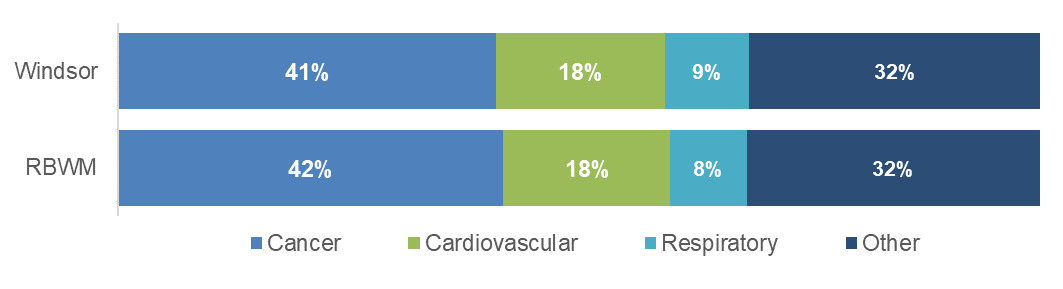 Windsor 41% 18% 9% 32%
RBWM 42% 18% 8% 32%
Cancer Cardiovascular Respiratory Other